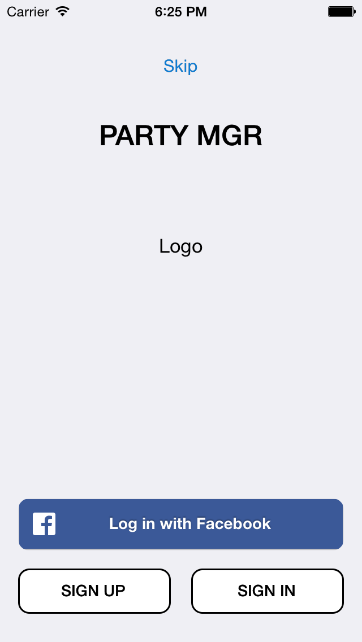 Carrier 6:25 PM
Skip
PARTY MGR
Logo
Log in with Facebook
SIGN UP SIGN IN